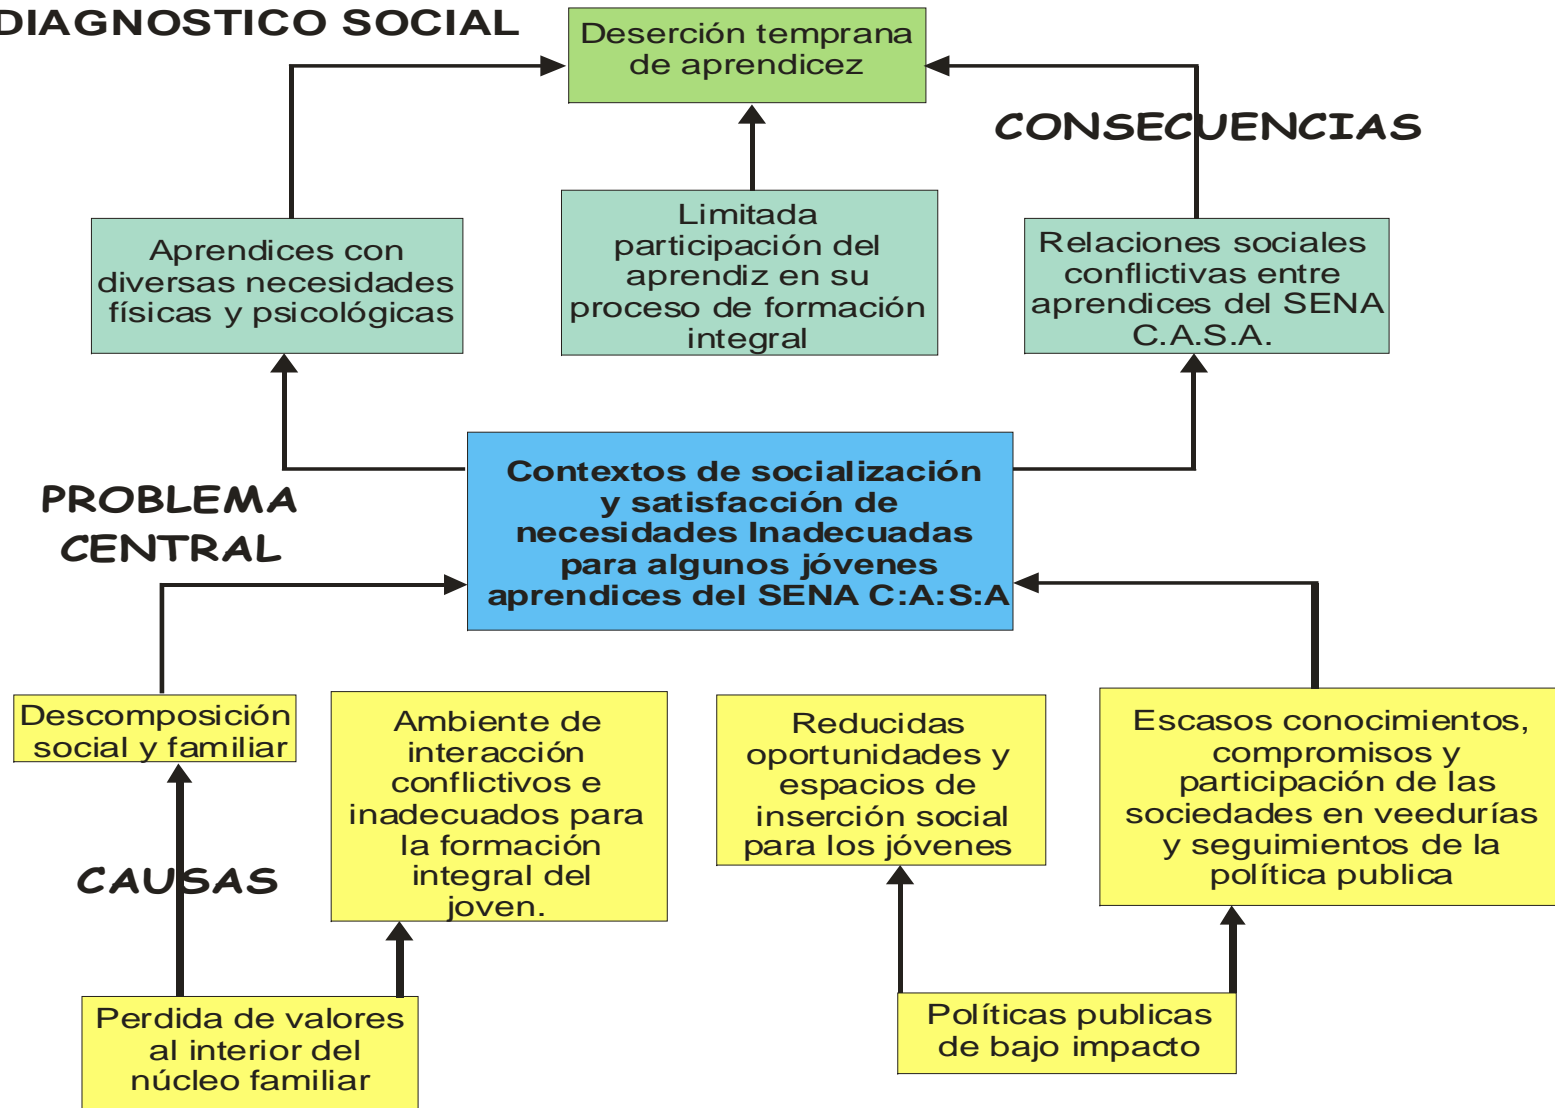 DIAGNOSTICO SOCIAL
Deserción temprana
de aprendicez
CONSECUENCIAS
Aprendices con
diversas necesidades
físicas y psicológicas
Limitada
participación del
aprendiz en su
proceso de formación
integral
Relaciones sociales
conflictivas entre
aprendices del SENA
C.A.S.A.
PROBLEMA
CENTRAL
Contextos de socialización
y satisfacción de
necesidades Inadecuadas
para algunos jóvenes
aprendices del SENA C:A:S:A
Descomposición
social y familiar
Ambiente de
interacción
conflictivos e
inadecuados para
la formación
integral del
joven.
Reducidas
oportunidades y
espacios de
inserción social
para los jóvenes
Escasos conocimientos,
compromisos y
participación de las
sociedades en veedurías
y seguimientos de la
política publica
CAUSAS
Perdida de valores
al interior del
núcleo familiar
Políticas publicas
de bajo impacto